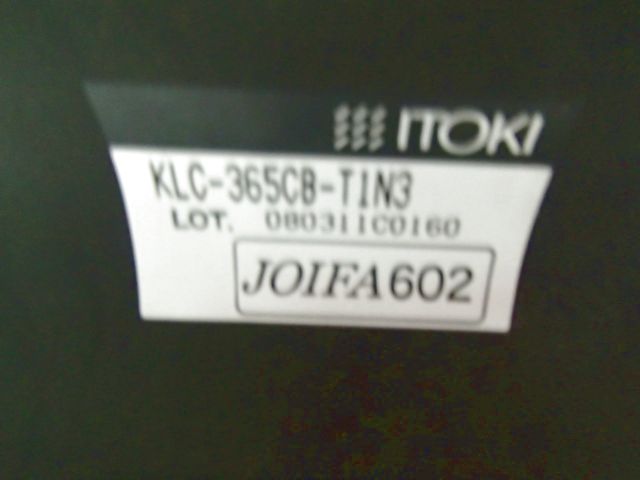 ITOKI
KLC-365CB-T1N3
LOT. 080311C0160
JOIFA602